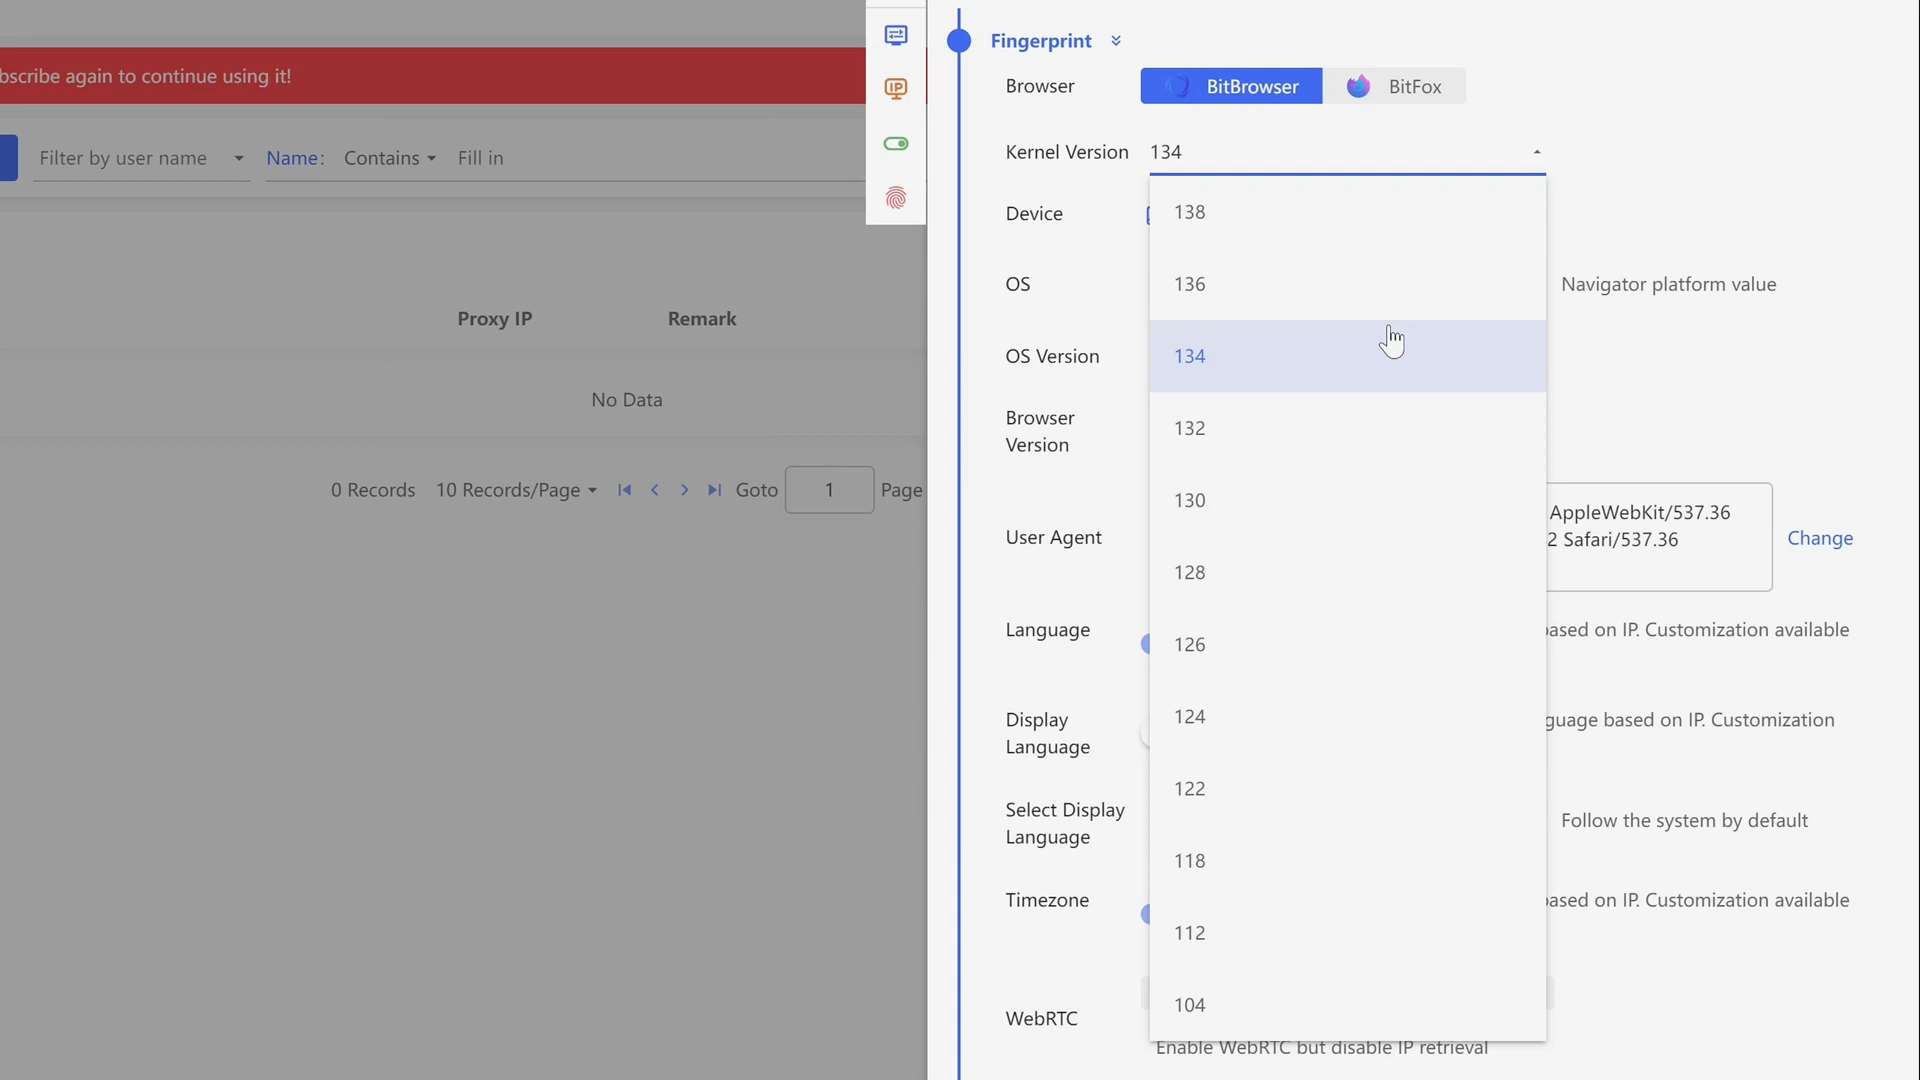 bscribe again to continue using it!
Filter by user name
Name:
Contains
Fill in
Proxy IP
Remark
No Data
0 Records
10 Records/Page
Goto
1
Page
IP
Fingerprint
Browser
BitBrowser
BitFox
Kernel Version
134
138
136
134
132
130
128
126
124
122
118
112
104
Device
OS
Navigator platform value
OS Version
Browser
Version
User Agent
AppleWebKit/537.36
2 Safari/537.36
Change
Language
based on IP. Customization available
Display
Language
guage based on IP. Customization
Select Display
Language
Follow the system by default
Timezone
based on IP. Customization available
WebRTC
Enable WebRTC but disable IP retrieval